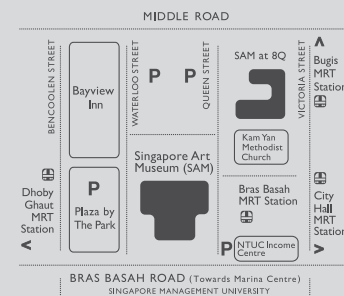 MIDDLE ROAD
BENCOOLEN STREET
Bayview
Inn
WATERLOO STREET
P P
QUEEN STREET
SAM at 8Q
VICTORIA STREET
Bugis
MRT
Station
Kam Yan
Methodist
Church
Singapore Art
Museum (SAM)
Dhoby
Ghaut
MRT
Station
P
Plaza by
The Park
Bras Basah
MRT Station
City
Hall
MRT
Station
P
NTUC Income
Centre
BRAS BASAH ROAD (Towards Marina Centre)
SINGAPORE MANAGEMENT UNIVERSITY